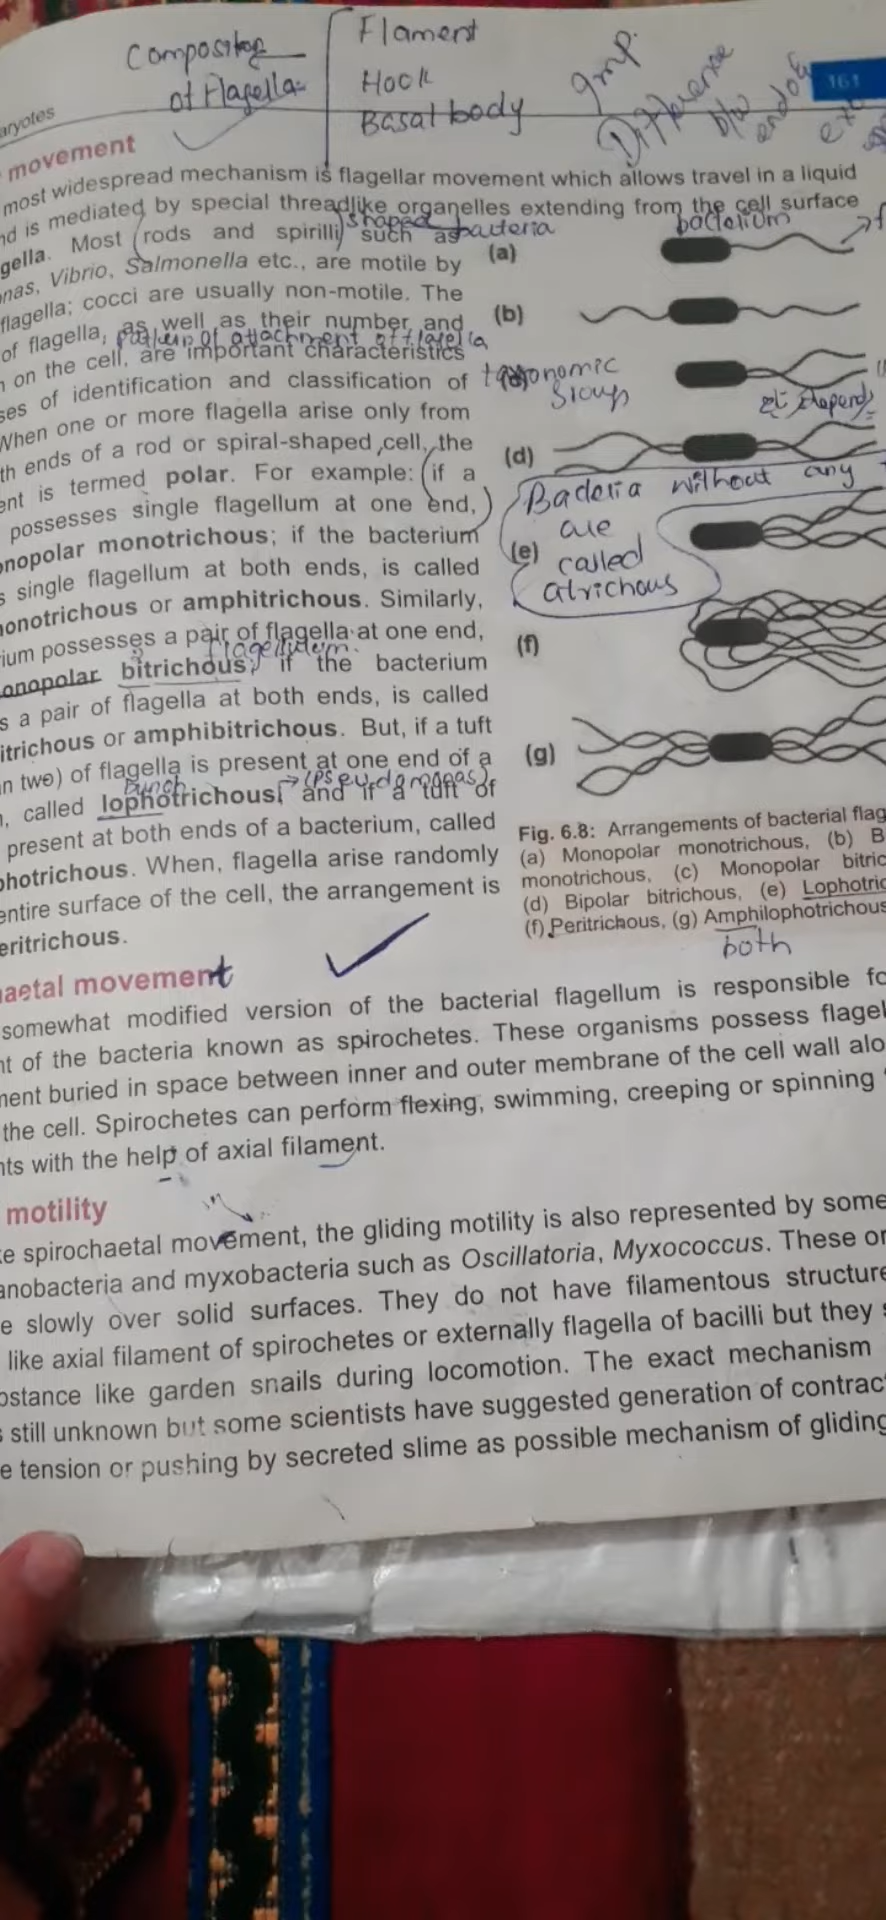 Composition
of Flagella:
Flament
Hook
Basal body
Imp.
Difference
b/w
161
aryotes
movement
most widespread mechanism is flagellar movement which allows travel in a liquid
nd is mediated by special threadlike organelles extending from the cell surface
shaped
bacteria
bacterium
gella. Most rods and spirilli such as
nas, Vibrio, Salmonella etc., are motile by
flagella; cocci are usually non-motile. The
of flagella, as well as their number and
pattern of attachment of flagella
n on the cell, are important characteristics
ses of identification and classification of
taxonomic
group
When one or more flagella arise only from
th ends of a rod or spiral-shaped cell, the
ent is termed polar. For example: if a
possesses single flagellum at one end,
onopolar monotrichous; if the bacterium
s single flagellum at both ends, is called
onotrichous or amphitrichous. Similarly,
ium possesses a pair of flagella at one end,
flagellulum.
onopolar bitrichous; if the bacterium
s a pair of flagella at both ends, is called
itrichous or amphibitrichous. But, if a tuft
n two) of flagella is present at one end of a
bunch
→ (pseudomonas)
, called lophotrichous; and if a tuft of
present at both ends of a bacterium, called
photrichous. When, flagella arise randomly
entire surface of the cell, the arrangement is
eritrichous.
(a)
(b)
(d)
Bacteria without any
are
called
atrichous
(e)
(f)
(g)
Fig. 6.8: Arrangements of bacterial flag
(a) Monopolar monotrichous, (b) B
monotrichous, (c) Monopolar bitric
(d) Bipolar bitrichous, (e) Lophotric
(f) Peritrichous, (g) Amphilophotrichous
both
aetal movement
somewhat modified version of the bacterial flagellum is responsible fo
nt of the bacteria known as spirochetes. These organisms possess flagel
ment buried in space between inner and outer membrane of the cell wall alo
the cell. Spirochetes can perform flexing, swimming, creeping or spinning
nts with the help of axial filament.
motility
ke spirochaetal movement, the gliding motility is also represented by some
anobacteria and myxobacteria such as Oscillatoria, Myxococcus. These or
e slowly over solid surfaces. They do not have filamentous structure
like axial filament of spirochetes or externally flagella of bacilli but they s
bstance like garden snails during locomotion. The exact mechanism
s still unknown but some scientists have suggested generation of contrac
e tension or pushing by secreted slime as possible mechanism of gliding